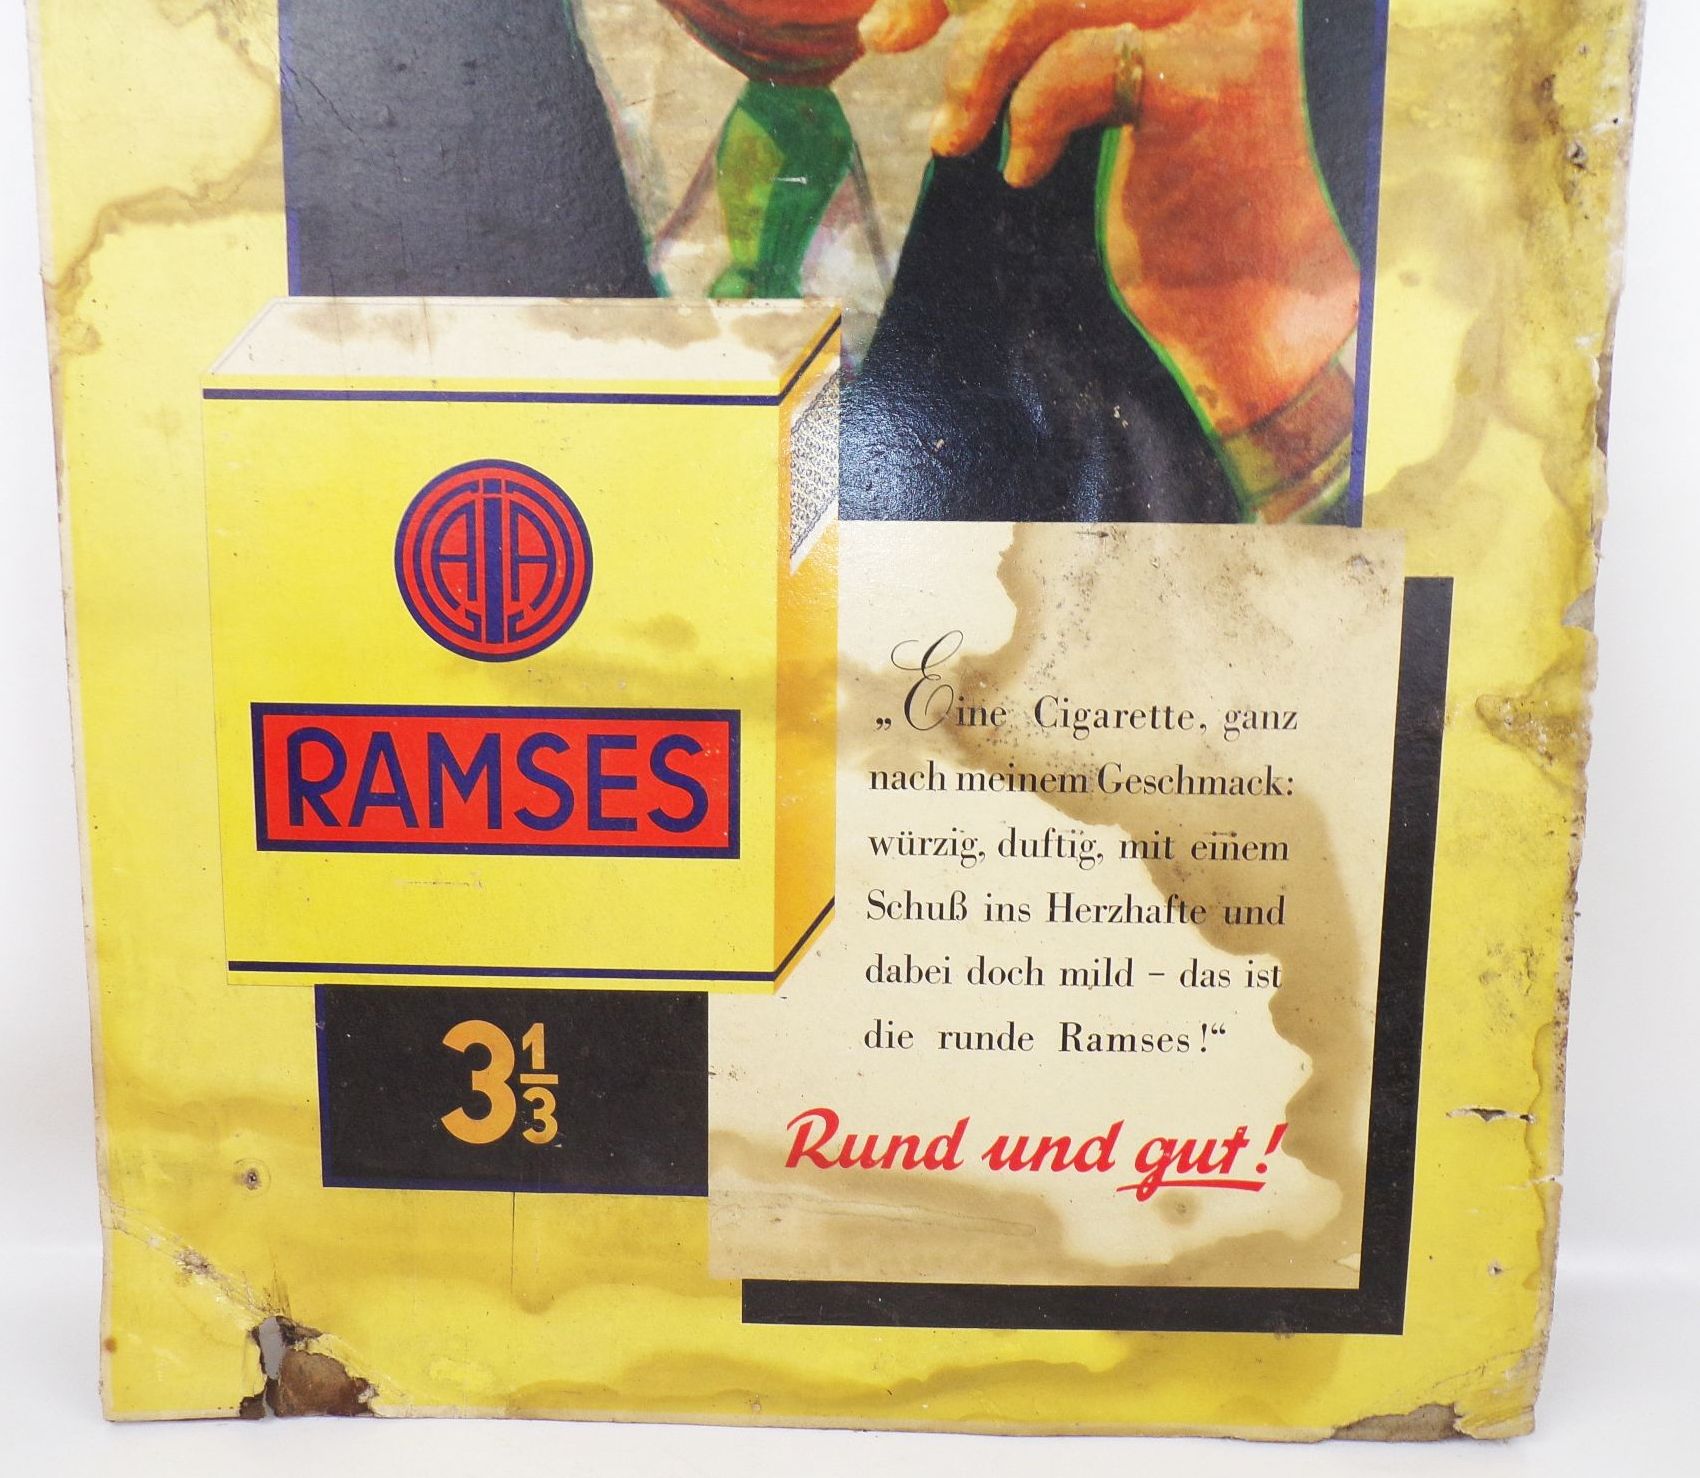 RAMSES
3 1/3
„Eine Cigarette, ganz
nach meinem Geschmack:
würzig, duftig, mit einem
Schuß ins Herzhafte und
dabei doch mild – das ist
die runde Ramses!“
Rund und gut!